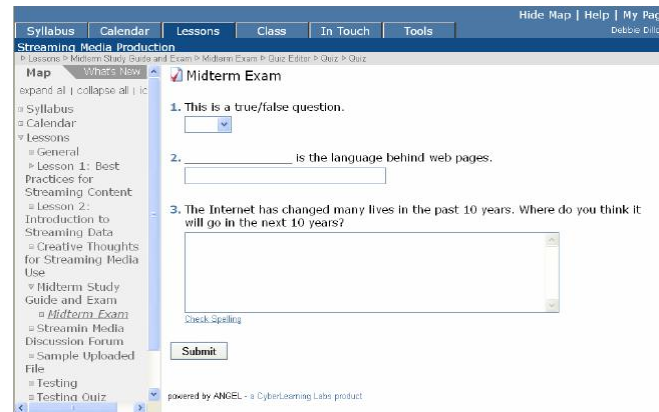 Hide Map | Help | My Pag
Syllabus Calendar Lessons Class In Touch Tools
Debbie Dillo
Streaming Media Production
Lessons > Midterm Study Guide and Exam > Midterm Exam > Quiz Editor > Quiz > Quiz
Map What's New
expand all | collapse all | ic
Syllabus
Calendar
Lessons
General
Lesson 1: Best
Practices for
Streaming Content
Lesson 2:
Introduction to
Streaming Data
Creative Thoughts
for Streaming Media
Use
Midterm Study
Guide and Exam
Midterm Exam
Streamin Media
Discussion Forum
Sample Uploaded
File
Testing
Testing Quiz
Midterm Exam
1. This is a true/false question.
2. _______________ is the language behind web pages.
3. The Internet has changed many lives in the past 10 years. Where do you think it
will go in the next 10 years?
Check Spelling
Submit
powered by ANGEL - a CyberLearning Labs product